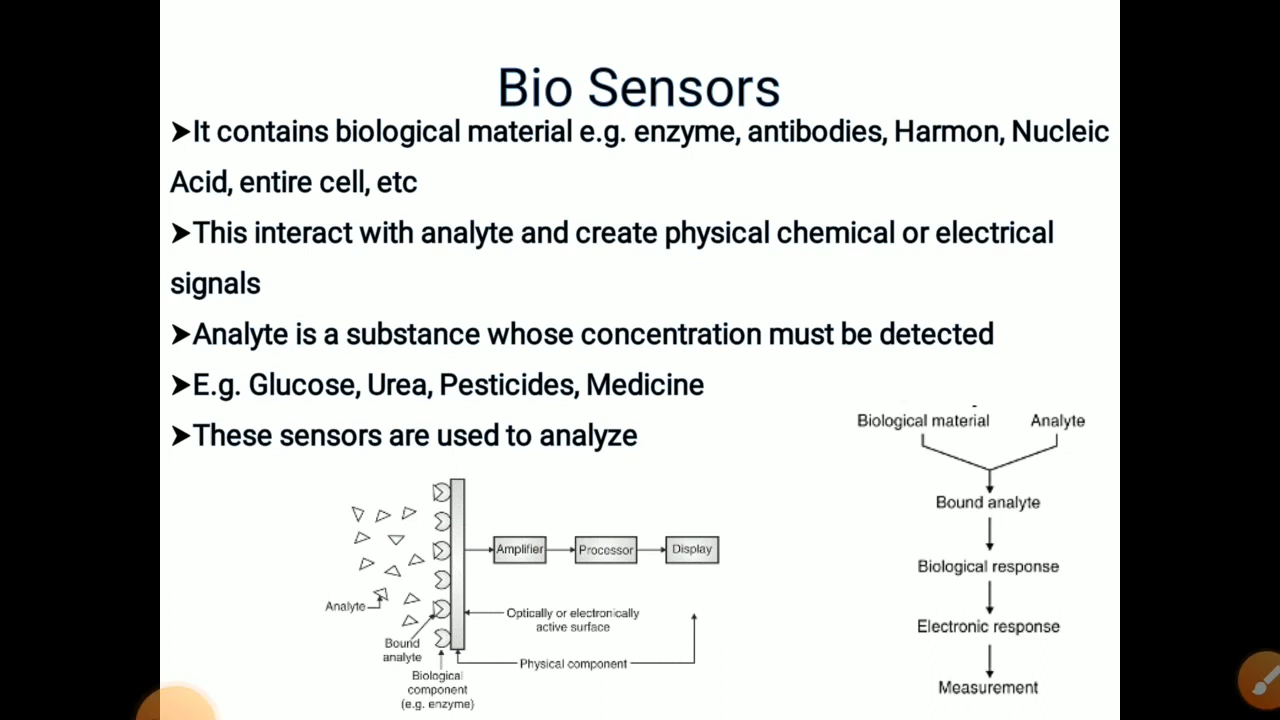 Bio Sensors
➤It contains biological material e.g. enzyme, antibodies, Harmon, Nucleic
Acid, entire cell, etc
➤This interact with analyte and create physical chemical or electrical
signals
➤Analyte is a substance whose concentration must be detected
➤E.g. Glucose, Urea, Pesticides, Medicine
➤These sensors are used to analyze
Amplifier
Processor
Display
Analyte
Optically or electronically
active surface
Bound
analyte
Physical component
Biological
component
(e.g. enzyme)
Biological material
Analyte
Bound analyte
Biological response
Electronic response
Measurement